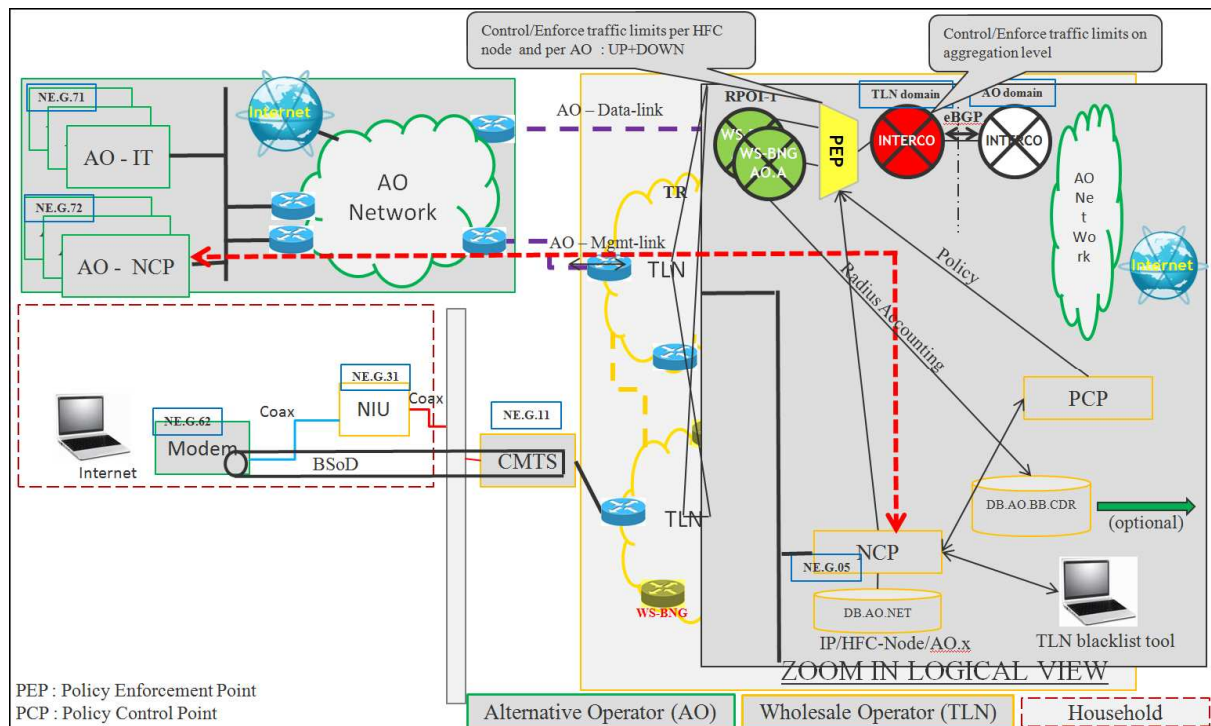 Control/Enforce traffic limits per HFC
node and per AO : UP+DOWN
Control/Enforce traffic limits on
aggregation level
NE.G.71
AO - IT
NE.G.72
AO - NCP
Internet
AO
Network
AO – Data-link
AO – Mgmt-link
TR
TLN
TLN
WS-BNG
RPOI-1
WS-BNG
AO.A
PEP
TLN domain
INTERCO
eBGP
AO domain
INTERCO
AO
Ne
t
Wo
rk
Internet
Policy
Radius Accounting
PCP
DB.AO.BB.CDR
(optional)
NCP
NE.G.05
DB.AO.NET
IP/HFC-Node/AO.x
TLN blacklist tool
ZOOM IN LOGICAL VIEW
Internet
NE.G.62
Modem
Coax
NE.G.31
NIU
Coax
BSoD
NE.G.11
CMTS
PEP : Policy Enforcement Point
PCP : Policy Control Point
Alternative Operator (AO)
Wholesale Operator (TLN)
Household